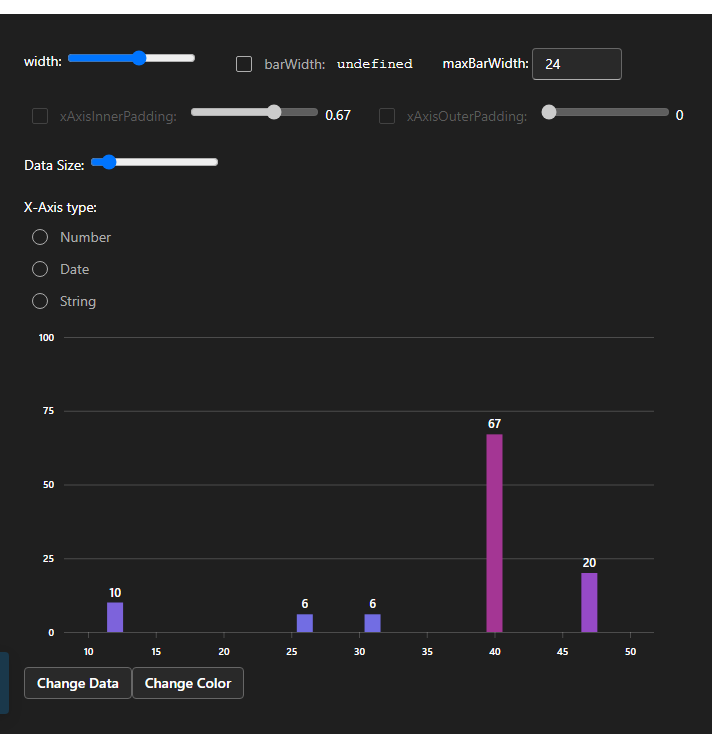 width: barWidth: undefined maxBarWidth: 24
xAxisInnerPadding: 0.67 xAxisOuterPadding: 0
Data Size:
X-Axis type:
Number
Date
String
100
75
67
50
25
20
10
6 6
0
10 15 20 25 30 35 40 45 50
Change Data Change Color